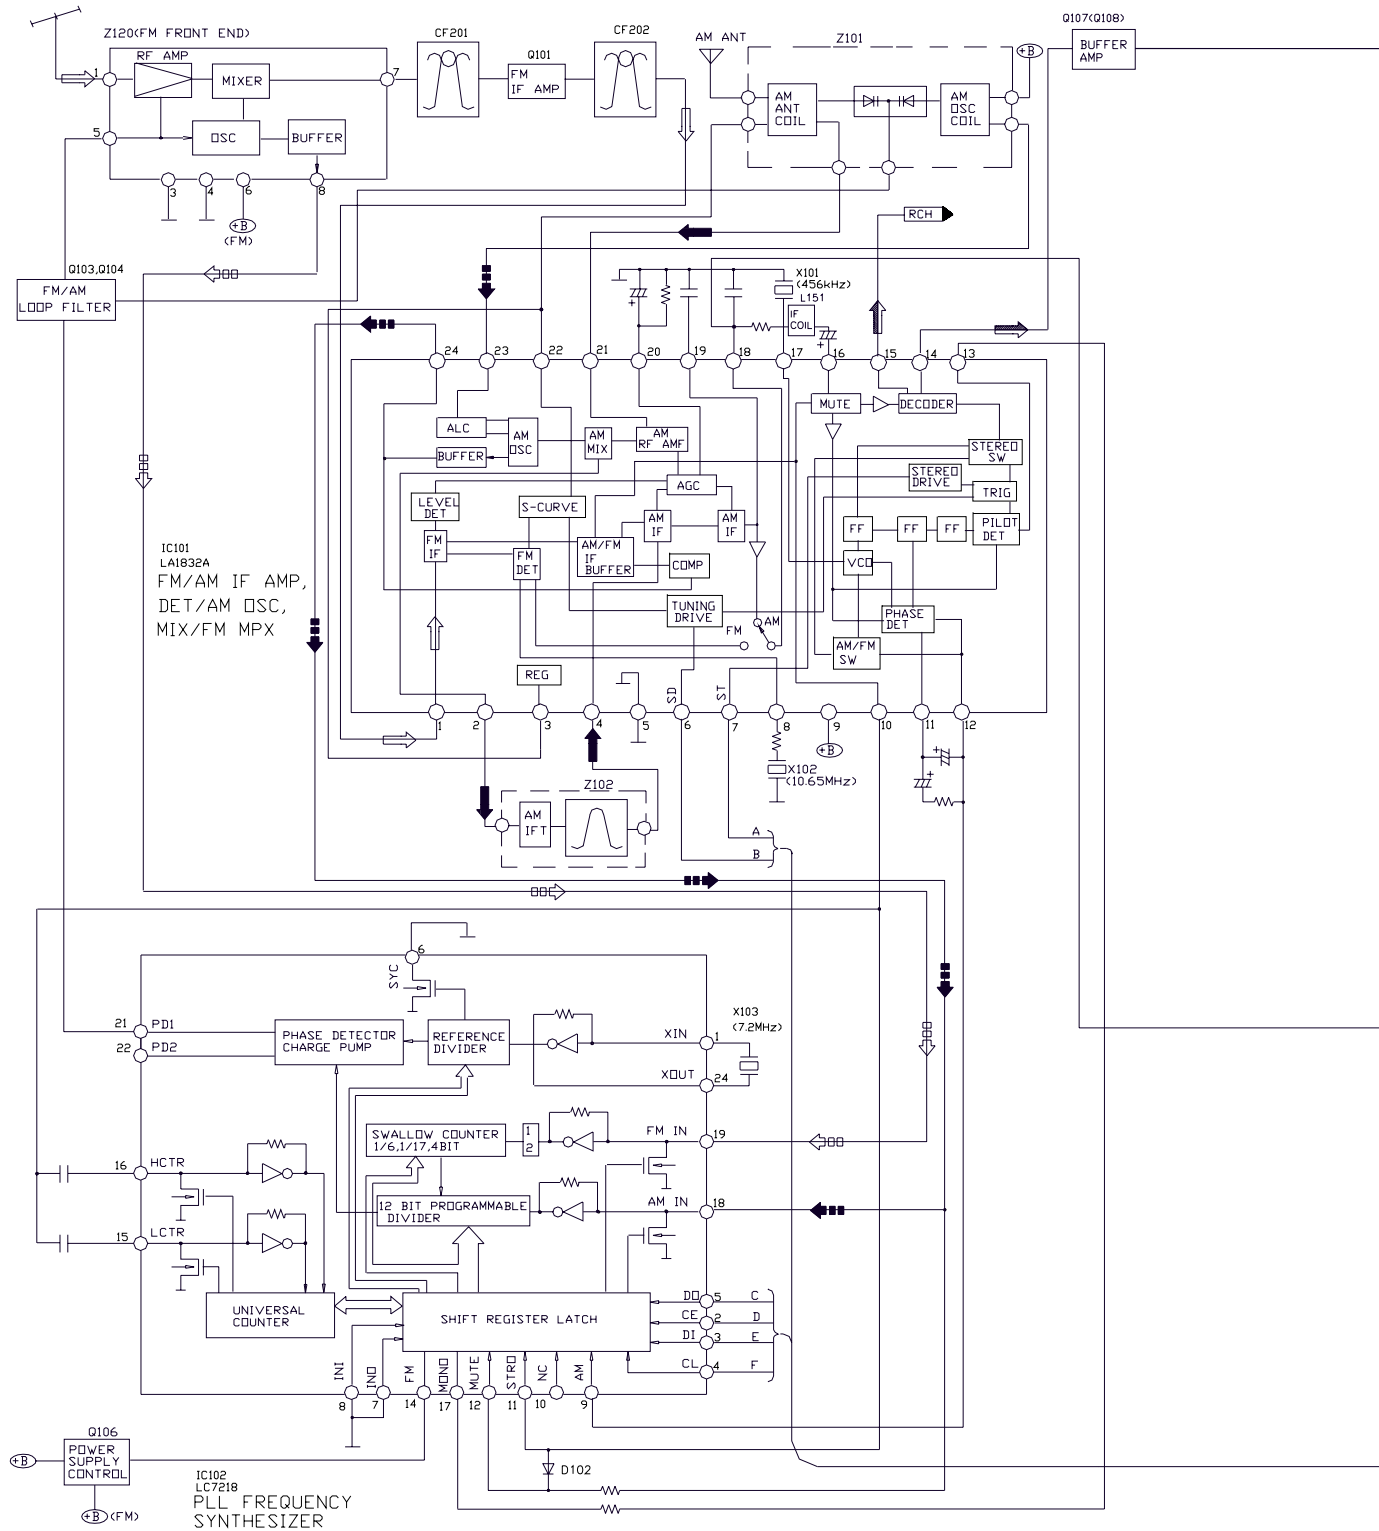 Z120(FM FRONT END)
RF AMP
MIXER
OSC
BUFFER
1
5
7
3
4
6
8
+B
(FM)
CF201
Q101
FM
IF AMP
CF202
AM ANT
Z101
AM
ANT
COIL
AM
OSC
COIL
+B
Q107(Q108)
BUFFER
AMP
RCH
Q103,Q104
FM/AM
LOOP FILTER
X101
(456kHz)
L151
IF
COIL
+
+
24
23
22
21
20
19
18
17
16
15
14
13
ALC
BUFFER
AM
OSC
AM
MIX
AM
RF AMF
MUTE
DECODER
STEREO
SW
STEREO
DRIVE
TRIG
AGC
LEVEL
DET
S-CURVE
FM
IF
FM
DET
AM/FM
IF
BUFFER
AM
IF
AM
IF
COMP
FF
FF
FF
PILOT
DET
VCO
TUNING
DRIVE
PHASE
DET
FM
AM
AM/FM
SW
REG
IC101
LA1832A
FM/AM IF AMP,
DET/AM OSC,
MIX/FM MPX
SD
ST
1
2
3
4
5
6
7
8
9
10
11
12
+B
+
+
X102
(10.65MHz)
Z102
AM
IFT
A
B
6
SYC
21
PD1
22
PD2
PHASE DETECTOR
CHARGE PUMP
REFERENCE
DIVIDER
XIN
1
X103
(7.2MHz)
XOUT
24
SWALLOW COUNTER
1/6,1/17,4BIT
1
2
FM IN
19
16
HCTR
12 BIT PROGRAMMABLE
DIVIDER
AM IN
18
15
LCTR
UNIVERSAL
COUNTER
SHIFT REGISTER LATCH
DO
5
C
CE
2
D
DI
3
E
CL
4
F
INI
INO
FM
MONO
MUTE
STRO
NC
AM
8
7
14
17
12
11
10
9
Q106
+B
POWER
SUPPLY
CONTROL
+B
(FM)
D102
IC102
LC7218
PLL FREQUENCY
SYNTHESIZER